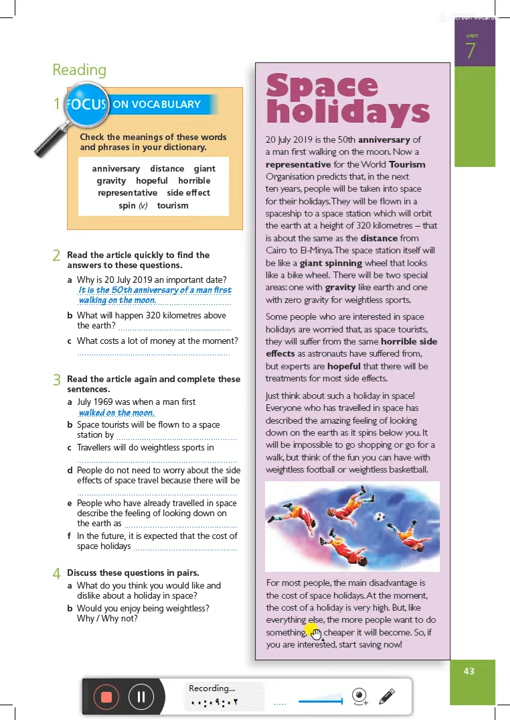 UNIT
7
Reading
1 FOCUS ON VOCABULARY
Check the meanings of these words
and phrases in your dictionary.
anniversary distance giant
gravity hopeful horrible
representative side effect
spin (v) tourism
2 Read the article quickly to find the
answers to these questions.
a Why is 20 July 2019 an important date?
It is the 50th anniversary of a man first
walking on the moon.
b What will happen 320 kilometres above
the earth?
c What costs a lot of money at the moment?
3 Read the article again and complete these
sentences.
a July 1969 was when a man first
walked on the moon.
b Space tourists will be flown to a space
station by
c Travellers will do weightless sports in
d People do not need to worry about the side
effects of space travel because there will be
e People who have already travelled in space
describe the feeling of looking down on
the earth as
f In the future, it is expected that the cost of
space holidays
4 Discuss these questions in pairs.
a What do you think you would like and
dislike about a holiday in space?
b Would you enjoy being weightless?
Why / Why not?
Space
holidays
20 July 2019 is the 50th anniversary of
a man first walking on the moon. Now a
representative for the World Tourism
Organisation predicts that, in the next
ten years, people will be taken into space
for their holidays. They will be flown in a
spaceship to a space station which will orbit
the earth at a height of 320 kilometres – that
is about the same as the distance from
Cairo to El-Minya. The space station itself will
be like a giant spinning wheel that looks
like a bike wheel. There will be two special
areas: one with gravity like earth and one
with zero gravity for weightless sports.
Some people who are interested in space
holidays are worried that, as space tourists,
they will suffer from the same horrible side
effects as astronauts have suffered from,
but experts are hopeful that there will be
treatments for most side effects.
Just think about such a holiday in space!
Everyone who has travelled in space has
described the amazing feeling of looking
down on the earth as it spins below you. It
will be impossible to go shopping or go for a
walk, but think of the fun you can have with
weightless football or weightless basketball.
For most people, the main disadvantage is
the cost of space holidays. At the moment,
the cost of a holiday is very high. But, like
everything else, the more people want to do
something, cheaper it will become. So, if
you are interested, start saving now!
43
Recording...
٠٠:٠٩:٠٢